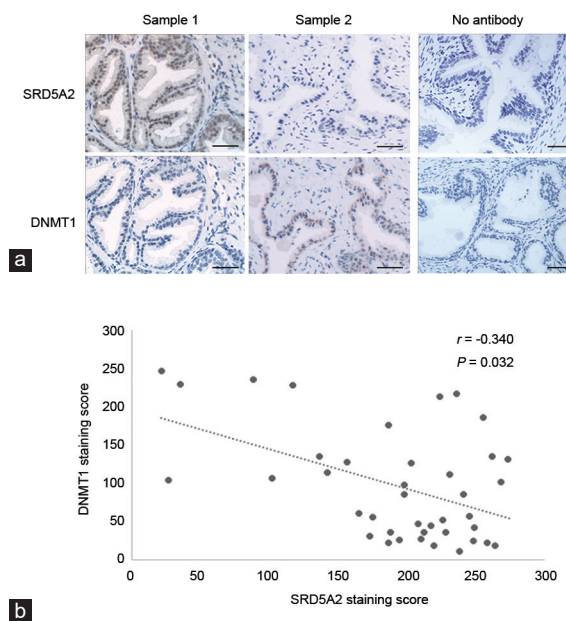 Sample 1 Sample 2 No antibody
SRD5A2
DNMT1
a
300
250
200
150
100
50
0
DNMT1 staining score
r = -0.340
P = 0.032
0 50 100 150 200 250 300
SRD5A2 staining score
b